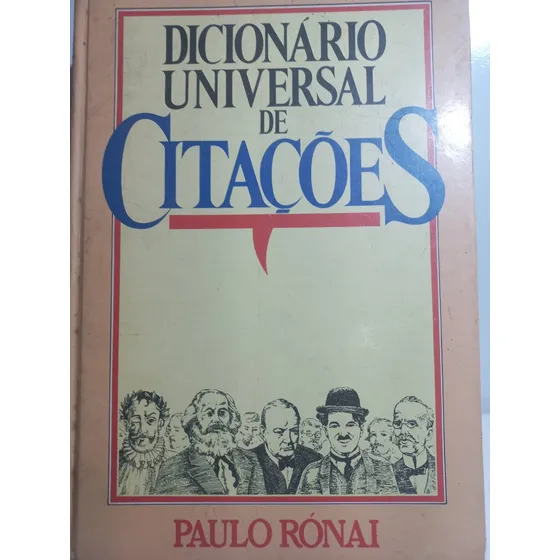 DICIONÁRIO
UNIVERSAL
DE
CITAÇÕES
PAULO RÓNAI